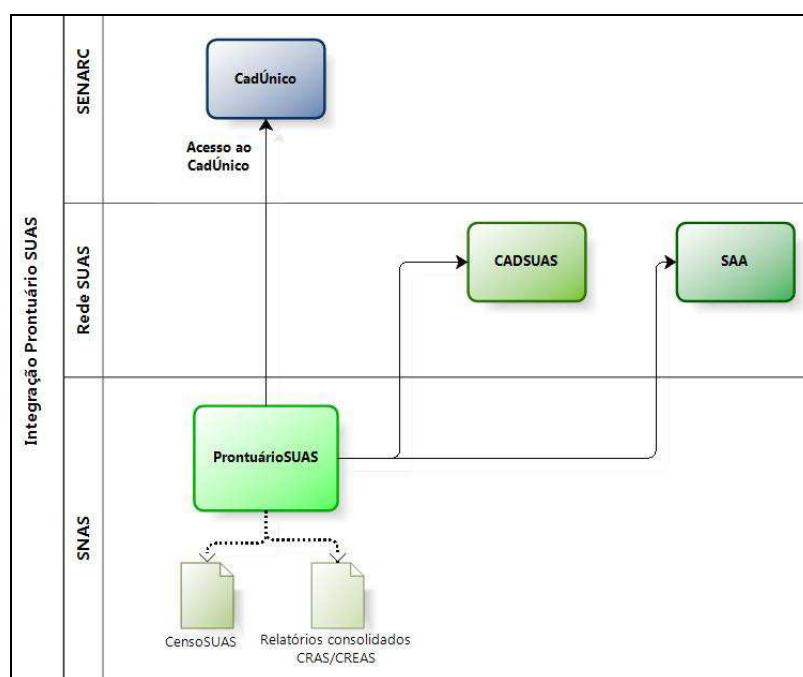 Integração Prontuário SUAS
SENARC
CadÚnico
Acesso ao
CadÚnico
Rede SUAS
CADSUAS
SAA
SNAS
ProntuárioSUAS
CensoSUAS
Relatórios consolidados
CRAS/CREAS